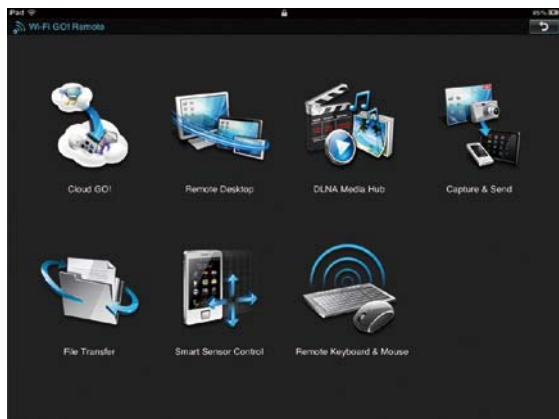 iPad
85%
Wi-Fi GO! Remote
Cloud GO!
Remote Desktop
DLNA Media Hub
Capture & Send
File Transfer
Smart Sensor Control
Remote Keyboard & Mouse